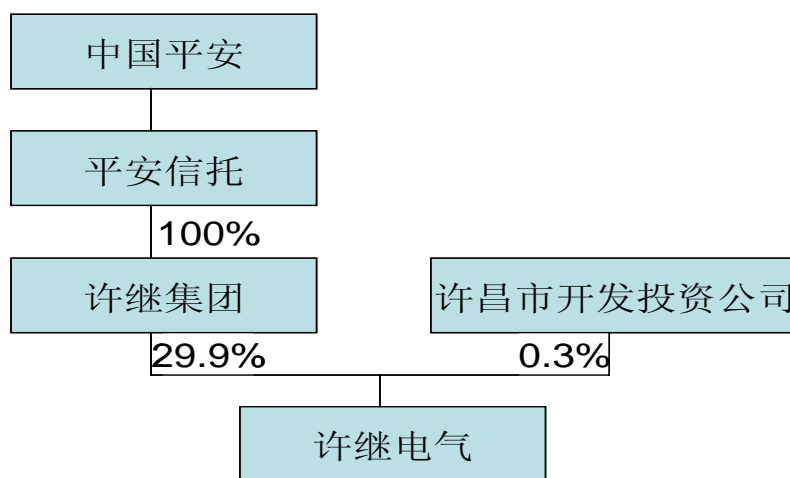 中国平安
平安信托
100%
许继集团
许昌市开发投资公司
29.9%
0.3%
许继电气